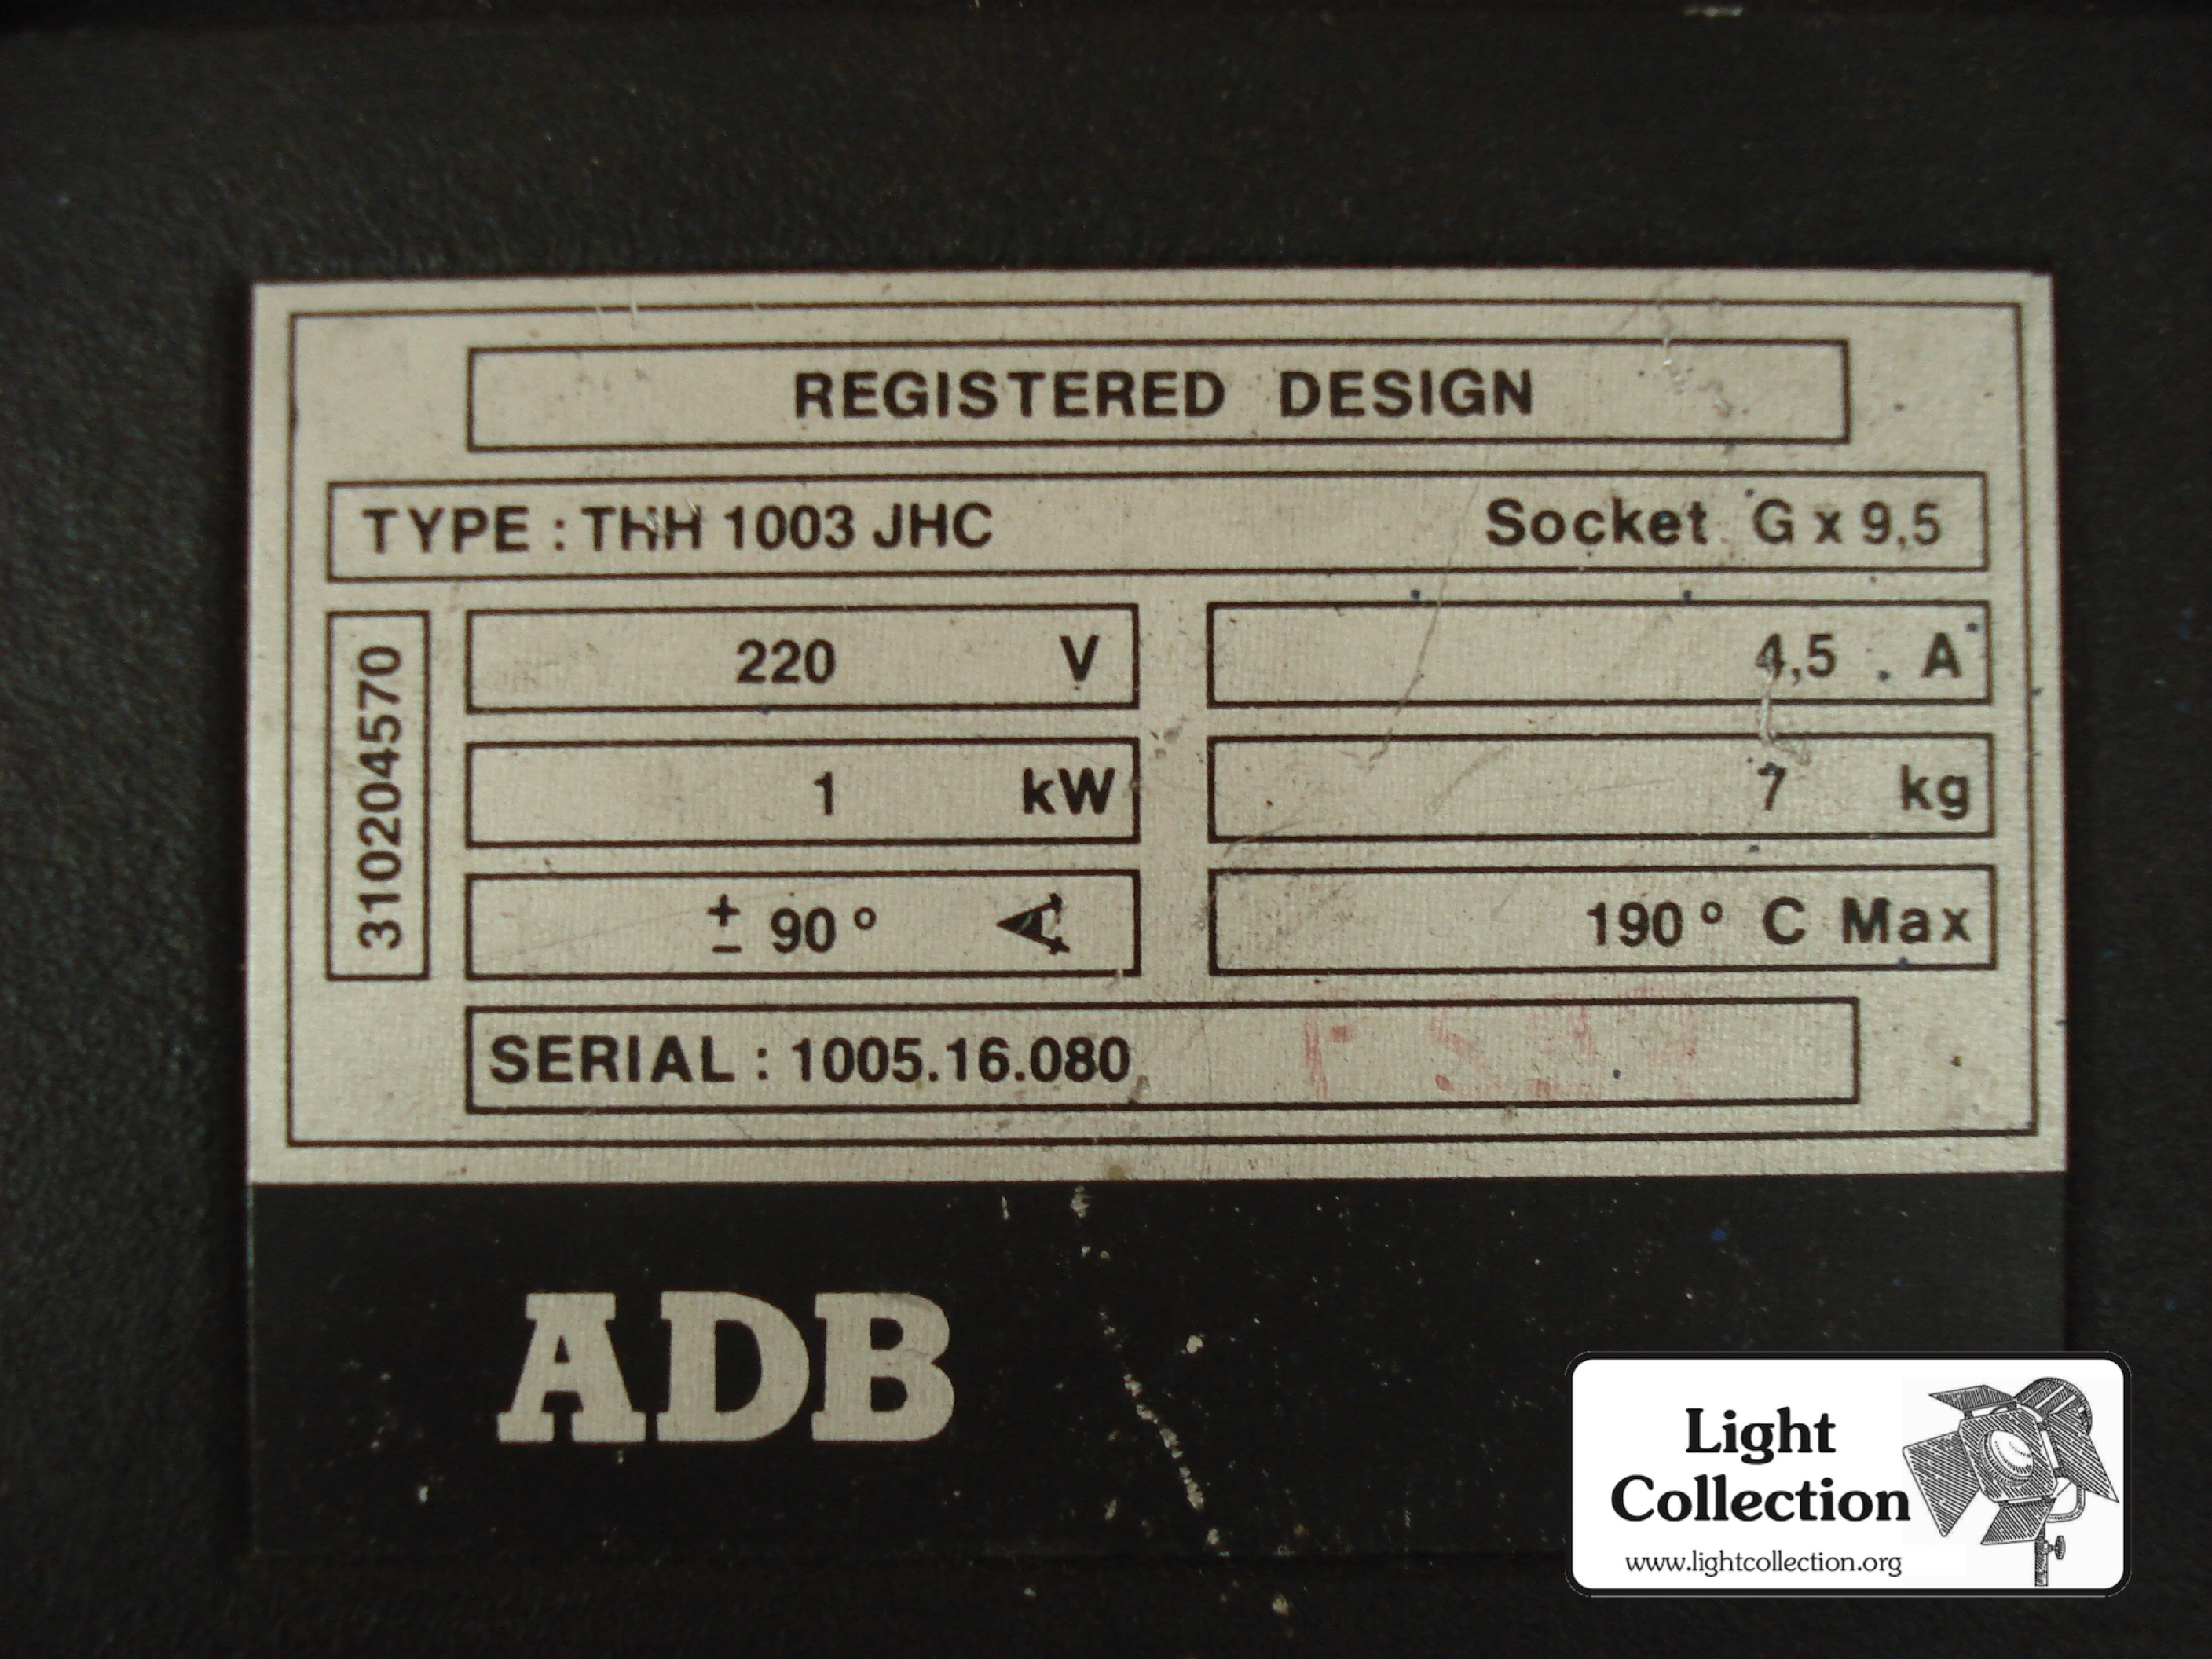 REGISTERED DESIGN
TYPE : THH 1003 JHC Socket G x 9,5
310204570
220 V 4,5 A
1 kW 7 kg
± 90° 190° C Max
SERIAL : 1005.16.080
ADB
Light
Collection
www.lightcollection.org